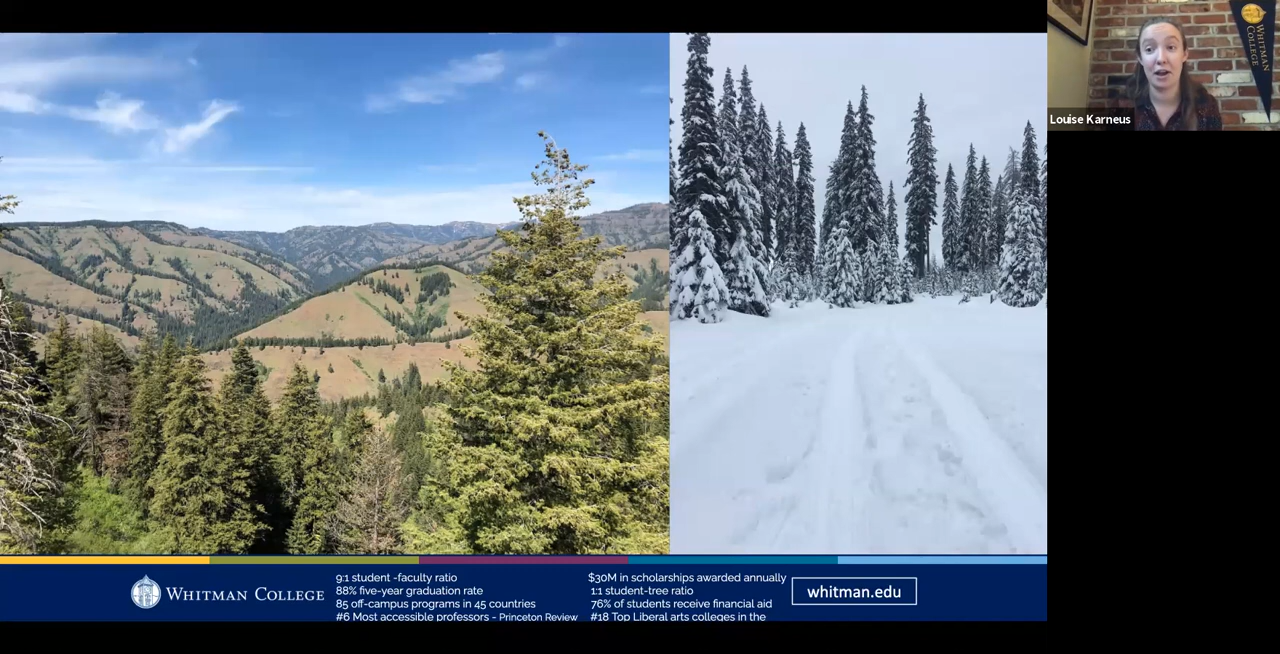 WHITMAN COLLEGE
Louise Karneus
WHITMAN COLLEGE
9:1 student -faculty ratio
88% five-year graduation rate
85 off-campus programs in 45 countries
#6 Most accessible professors - Princeton Review
$30M in scholarships awarded annually
1:1 student-tree ratio
76% of students receive financial aid
#18 Top Liberal arts colleges in the
whitman.edu